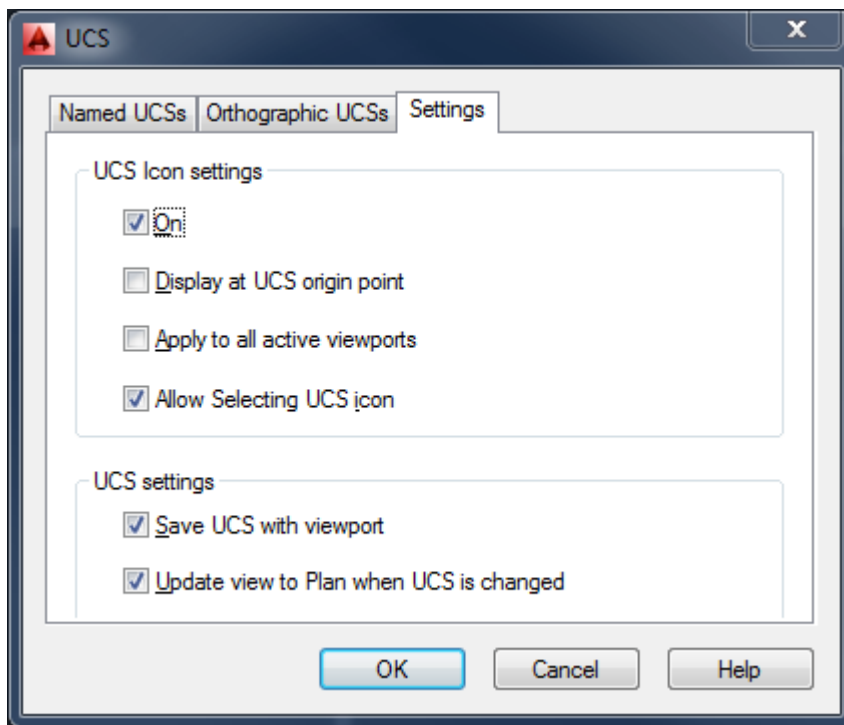 UCS
Named UCSs Orthographic UCSs Settings
UCS Icon settings
On
Display at UCS origin point
Apply to all active viewports
Allow Selecting UCS icon
UCS settings
Save UCS with viewport
Update view to Plan when UCS is changed
OK Cancel Help